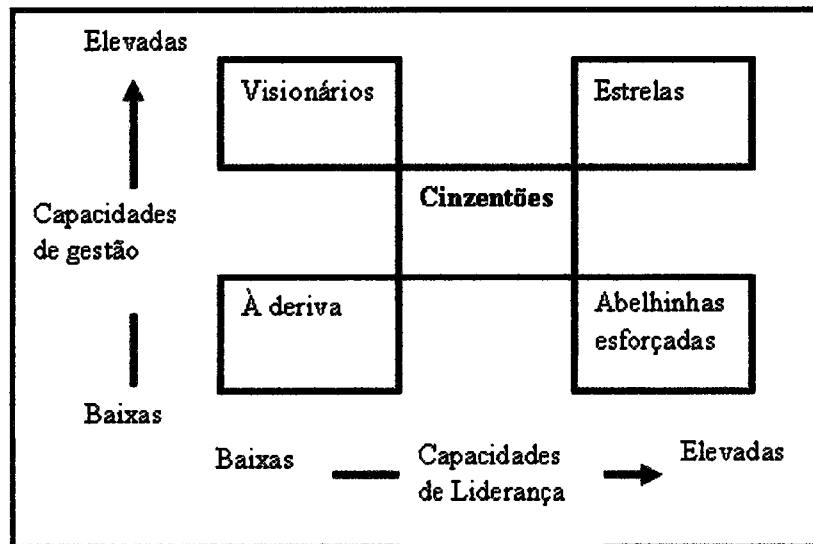 Elevadas
Visionários
Estrelas
Cinzentões
Capacidades
de gestão
À deriva
Abelhinhas
esforçadas
Baixas
Baixas
Capacidades
de Liderança
Elevadas